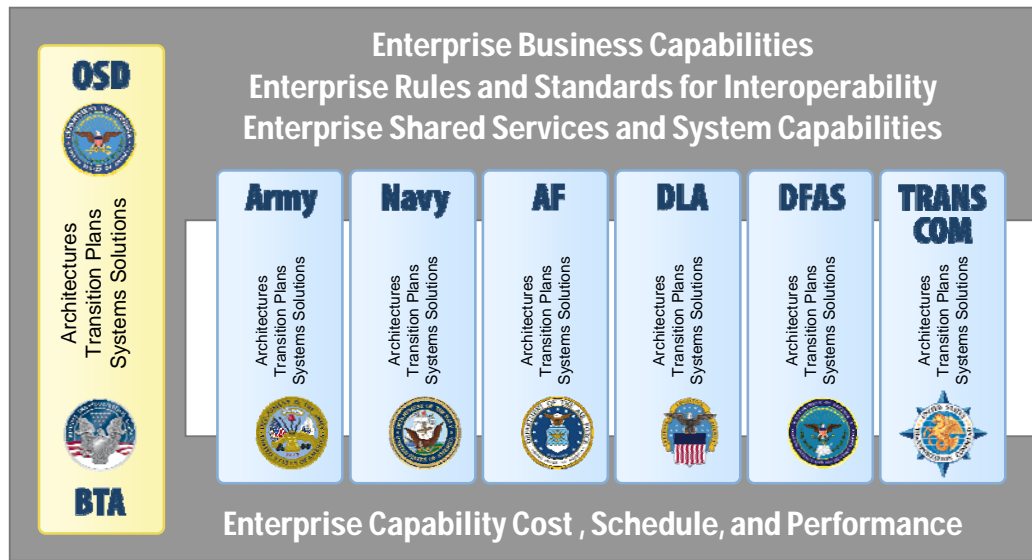 Enterprise Business Capabilities
Enterprise Rules and Standards for Interoperability
Enterprise Shared Services and System Capabilities
OSD
Architectures
Transition Plans
Systems Solutions
BTA
Army
Architectures
Transition Plans
Systems Solutions
Navy
Architectures
Transition Plans
Systems Solutions
AF
Architectures
Transition Plans
Systems Solutions
DLA
Architectures
Transition Plans
Systems Solutions
DFAS
Architectures
Transition Plans
Systems Solutions
TRANS
COM
Architectures
Transition Plans
Systems Solutions
Enterprise Capability Cost , Schedule, and Performance